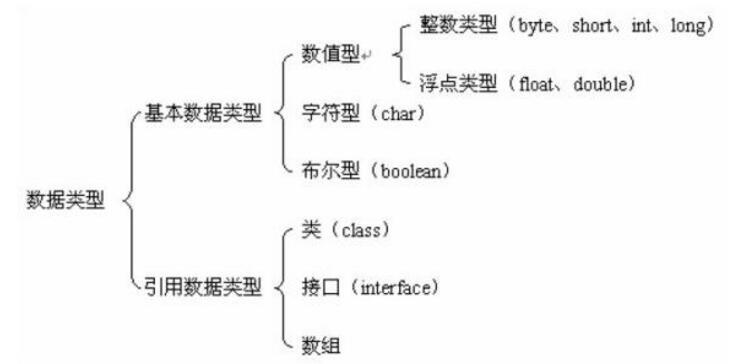 整数类型（byte、short、int、long）
数值型
浮点类型（float、double）
基本数据类型
字符型（char）
布尔型（boolean）
数据类型
类（class）
引用数据类型
接口（interface）
数组